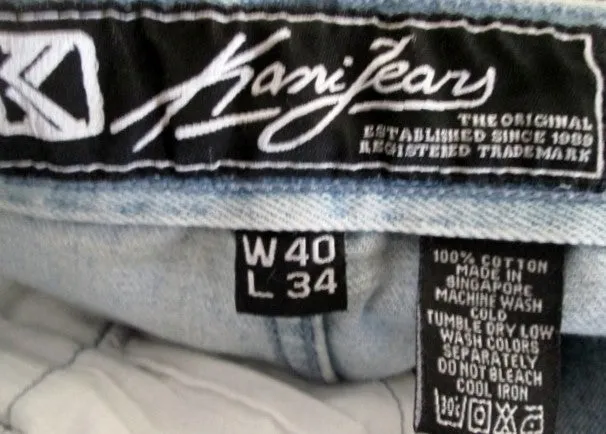 K
Kani Jeans
THE ORIGINAL
ESTABLISHED SINCE 1989
REGISTERED TRADEMARK
W 40
L 34
100% COTTON
MADE IN
SINGAPORE
MACHINE WASH
COLD
TUMBLE DRY LOW
WASH COLORS
SEPARATELY
DO NOT BLEACH
COOL IRON
30c